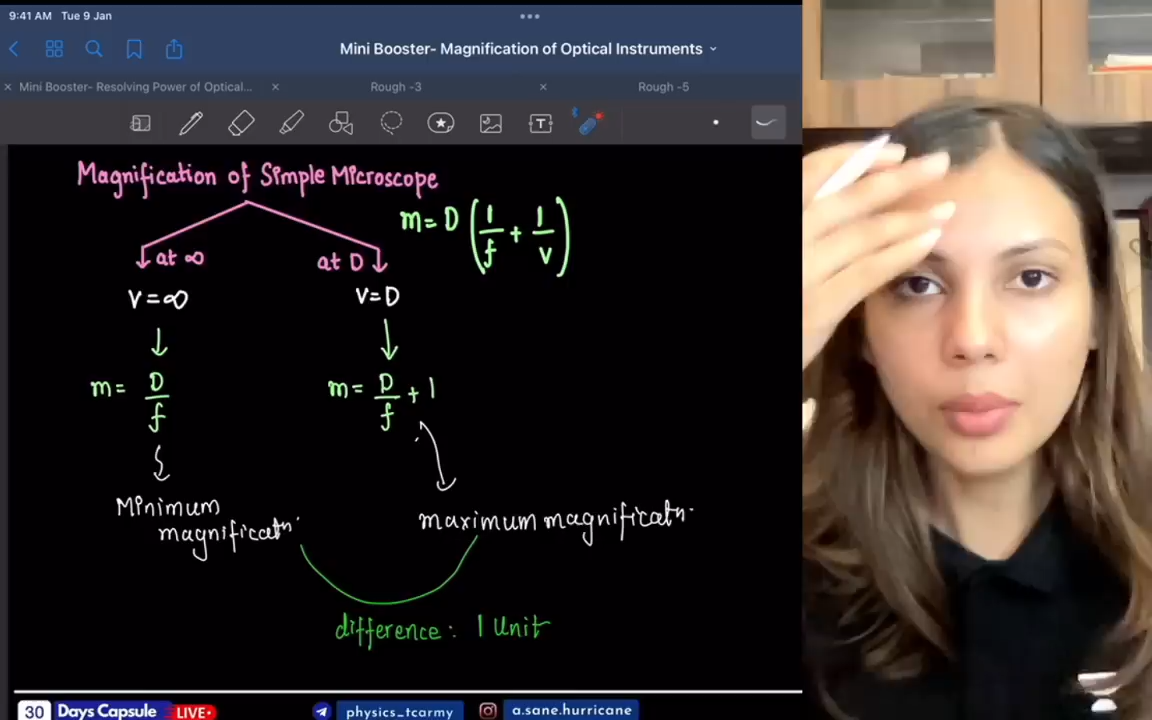 9:41 AM Tue 9 Jan
Mini Booster- Magnification of Optical Instruments
Mini Booster- Resolving Power of Optical...
Rough -3
Rough -5
Magnification of Simple Microscope
m= D (1/f + 1/v)
at ∞
at D
v=∞
v=D
m= D/f
m= D/f + 1
Minimum
magnificatn.
maximum magnificatn.
difference: 1 Unit
30 Days Capsule LIVE
physics_tcarmy
a.sane.hurricane